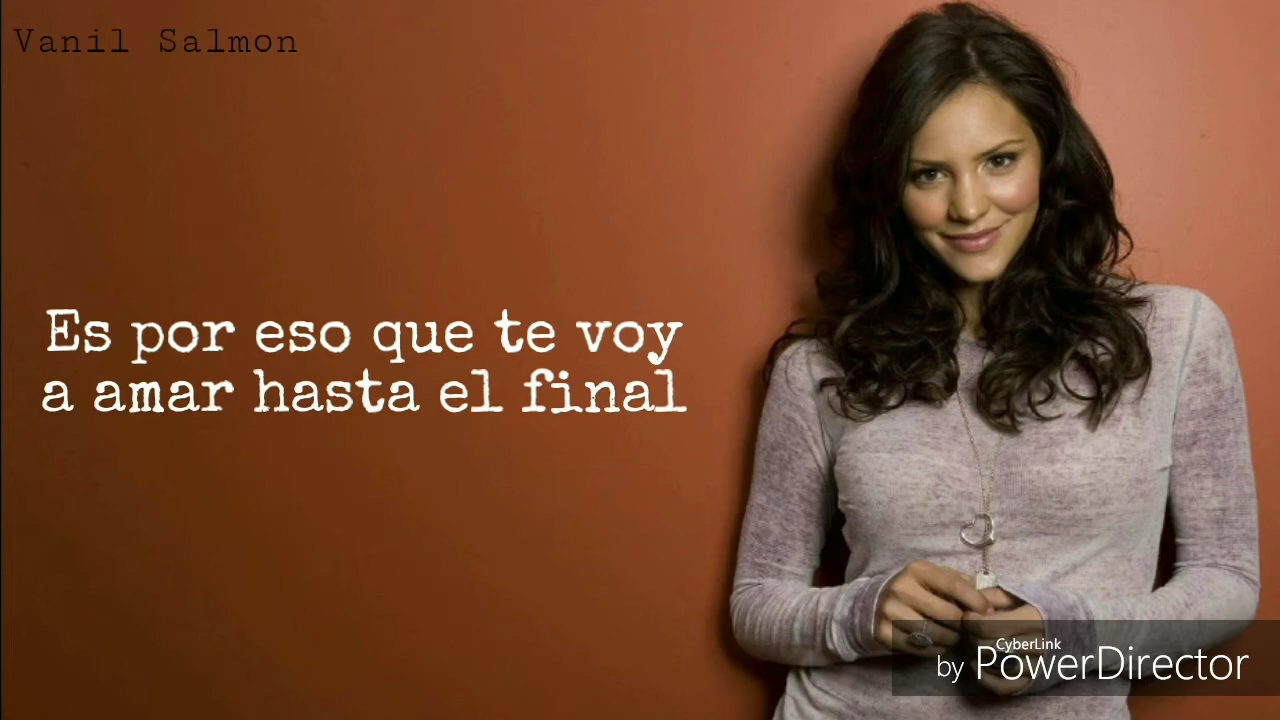 Vanil Salmon
Es por eso que te voy
a amar hasta el final
CyberLink
by PowerDirector